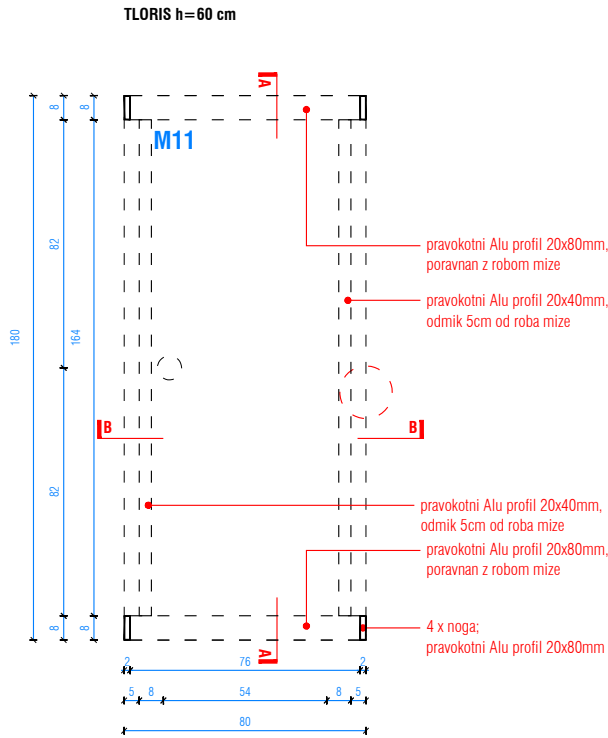 TLORIS h=60 cm
A
M11
8
8
82
180
164
82
8
8
pravokotni Alu profil 20x80mm,
poravnan z robom mize
pravokotni Alu profil 20x40mm,
odmik 5cm od roba mize
B
B
pravokotni Alu profil 20x40mm,
odmik 5cm od roba mize
pravokotni Alu profil 20x80mm,
poravnan z robom mize
4 x noga;
pravokotni Alu profil 20x80mm
A
2 76 2
5 8 54 8 5
80